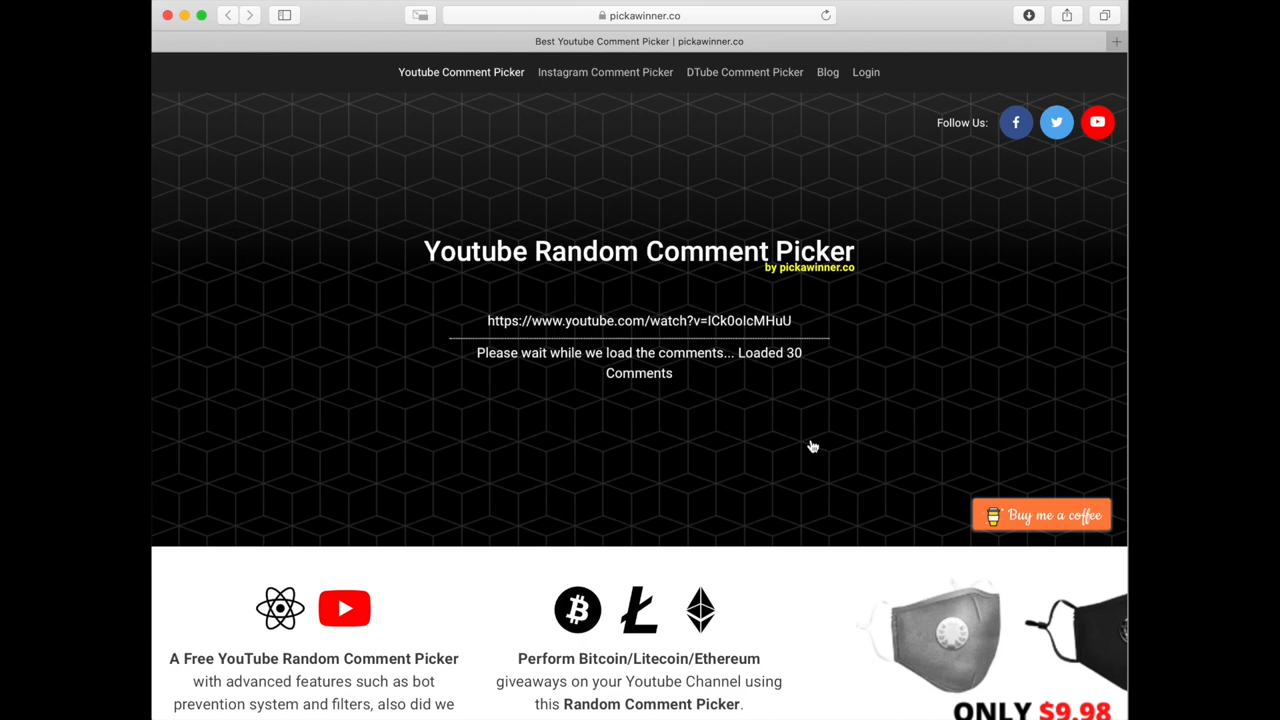 pickawinner.co
Best Youtube Comment Picker | pickawinner.co
Youtube Comment Picker
Instagram Comment Picker
DTube Comment Picker
Blog
Login
Follow Us:
Youtube Random Comment Picker
by pickawinner.co
https://www.youtube.com/watch?v=ICk0oIcMHuU
Please wait while we load the comments... Loaded 30
Comments
Buy me a coffee
A Free YouTube Random Comment Picker
with advanced features such as bot
prevention system and filters, also did we
Perform Bitcoin/Litecoin/Ethereum
giveaways on your Youtube Channel using
this Random Comment Picker.
ONLY $9.98